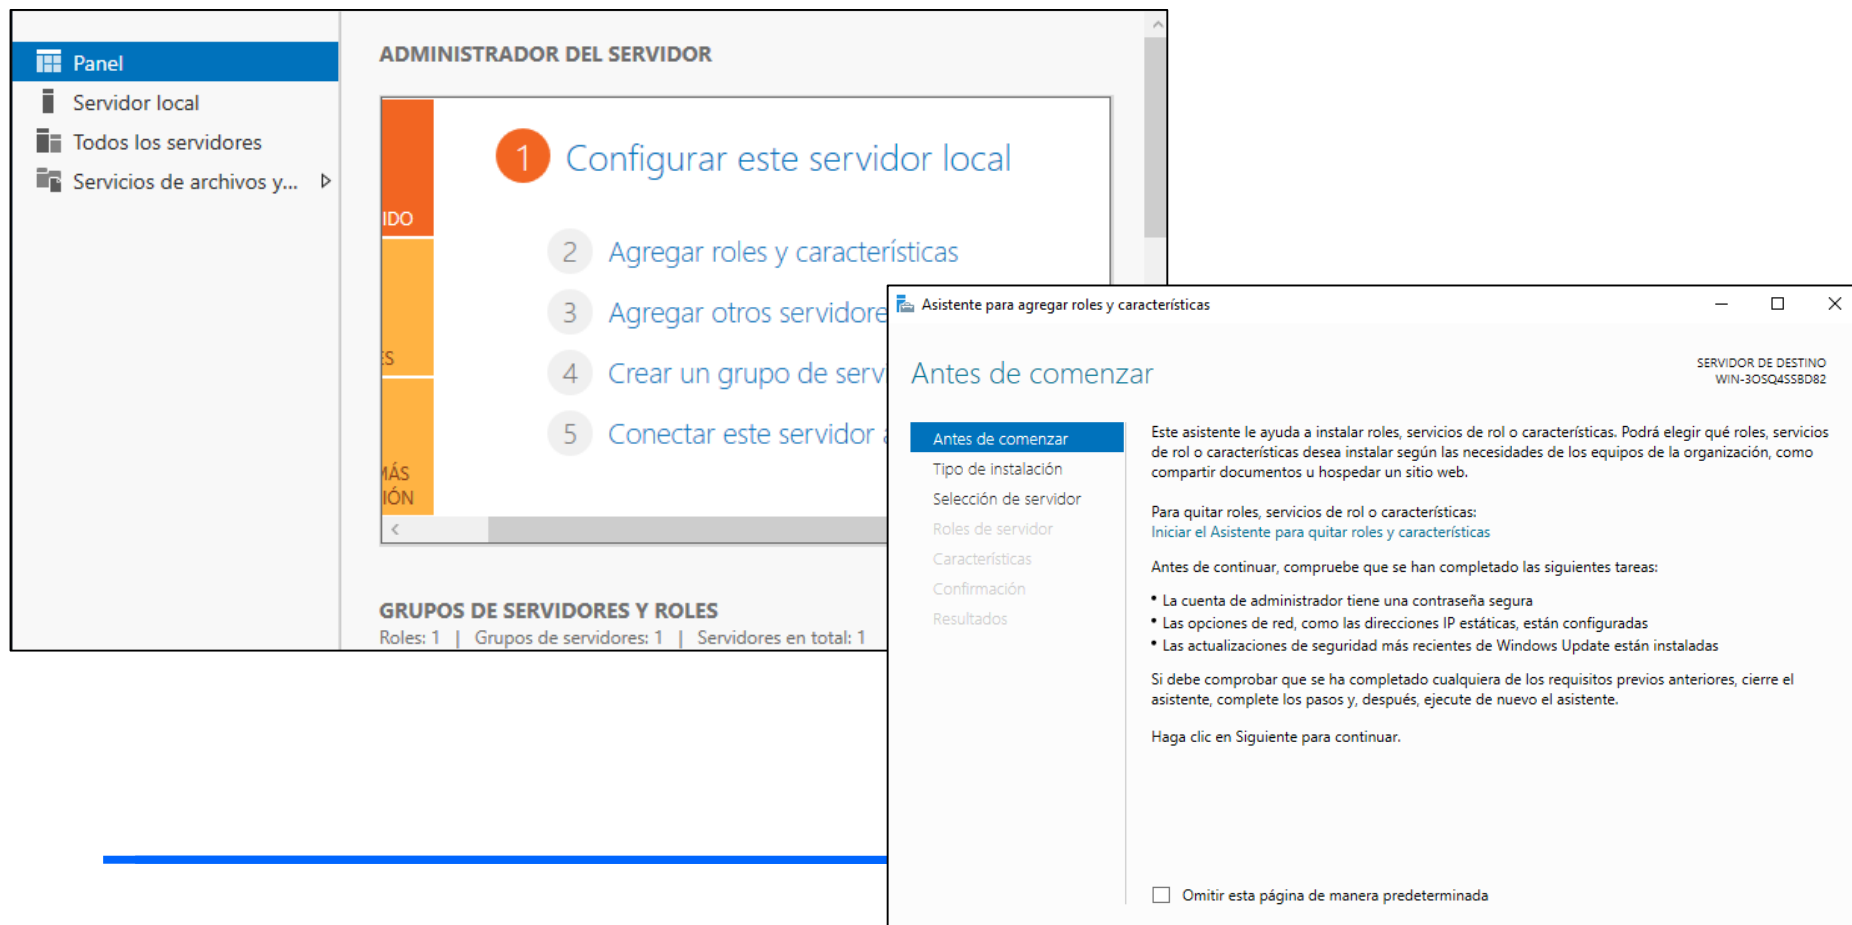 Panel
Servidor local
Todos los servidores
Servicios de archivos y...
ADMINISTRADOR DEL SERVIDOR
IDO
ES
MÁS
IÓN
1 Configurar este servidor local
2 Agregar roles y características
3 Agregar otros servidore
4 Crear un grupo de serv
5 Conectar este servidor a
GRUPOS DE SERVIDORES Y ROLES
Roles: 1 | Grupos de servidores: 1 | Servidores en total: 1
Asistente para agregar roles y características
Antes de comenzar
SERVIDOR DE DESTINO
WIN-3OSQ4SSBD82
Antes de comenzar
Tipo de instalación
Selección de servidor
Roles de servidor
Características
Confirmación
Resultados
Este asistente le ayuda a instalar roles, servicios de rol o características. Podrá elegir qué roles, servicios
de rol o características desea instalar según las necesidades de los equipos de la organización, como
compartir documentos u hospedar un sitio web.
Para quitar roles, servicios de rol o características:
Iniciar el Asistente para quitar roles y características
Antes de continuar, compruebe que se han completado las siguientes tareas:
• La cuenta de administrador tiene una contraseña segura
• Las opciones de red, como las direcciones IP estáticas, están configuradas
• Las actualizaciones de seguridad más recientes de Windows Update están instaladas
Si debe comprobar que se ha completado cualquiera de los requisitos previos anteriores, cierre el
asistente, complete los pasos y, después, ejecute de nuevo el asistente.
Haga clic en Siguiente para continuar.
Omitir esta página de manera predeterminada